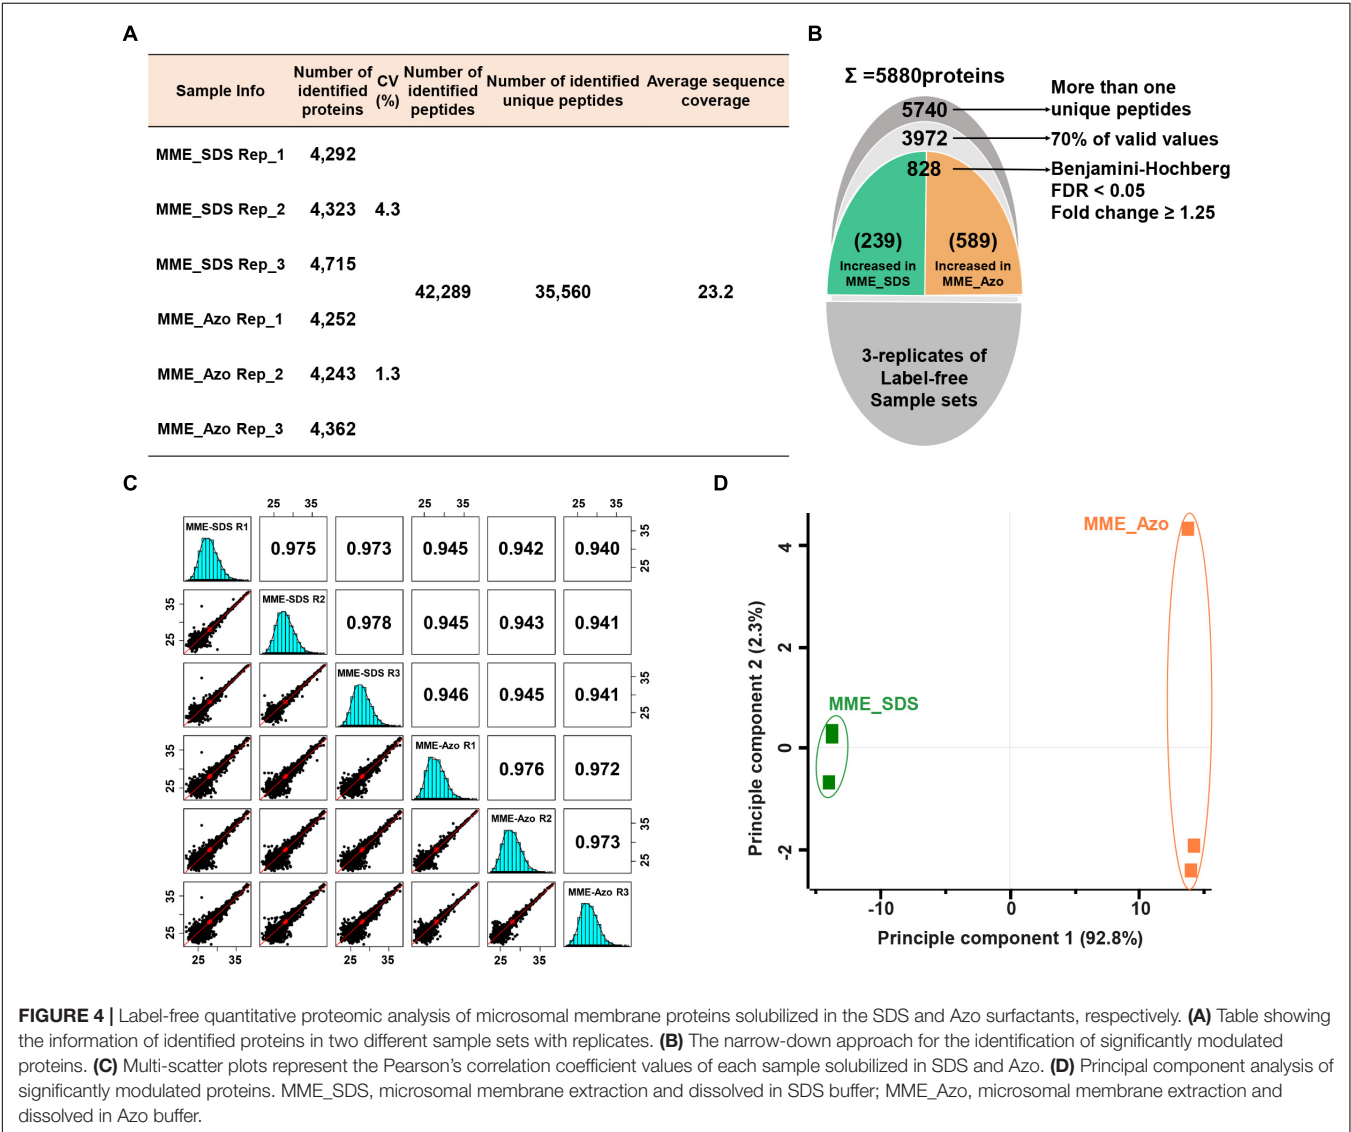 A
Sample Info
Number of identified proteins
CV (%)
Number of identified peptides
Number of identified unique peptides
Average sequence coverage
MME_SDS Rep_1 4,292
MME_SDS Rep_2 4,323 4.3
MME_SDS Rep_3 4,715
42,289 35,560 23.2
MME_Azo Rep_1 4,252
MME_Azo Rep_2 4,243 1.3
MME_Azo Rep_3 4,362
B
Σ =5880proteins
5740
More than one
unique peptides
3972
70% of valid values
828
Benjamini-Hochberg
FDR < 0.05
Fold change ≥ 1.25
(239)
Increased in
MME_SDS
(589)
Increased in
MME_Azo
3-replicates of
Label-free
Sample sets
C
25 35 25 35 25 35
MME-SDS R1 0.975 0.973 0.945 0.942 0.940 35 25
35 25 MME-SDS R2 0.978 0.945 0.943 0.941
MME-SDS R3 0.946 0.945 0.941 35 25
35 25 MME-Azo R1 0.976 0.972
MME-Azo R2 0.973 35 25
35 25 MME-Azo R3
25 35 25 35 25 35
D
MME_Azo
MME_SDS
Principle component 2 (2.3%)
4
2
0
-2
-10 0 10
Principle component 1 (92.8%)
FIGURE 4 | Label-free quantitative proteomic analysis of microsomal membrane proteins solubilized in the SDS and Azo surfactants, respectively. (A) Table showing
the information of identified proteins in two different sample sets with replicates. (B) The narrow-down approach for the identification of significantly modulated
proteins. (C) Multi-scatter plots represent the Pearson's correlation coefficient values of each sample solubilized in SDS and Azo. (D) Principal component analysis of
significantly modulated proteins. MME_SDS, microsomal membrane extraction and dissolved in SDS buffer; MME_Azo, microsomal membrane extraction and
dissolved in Azo buffer.